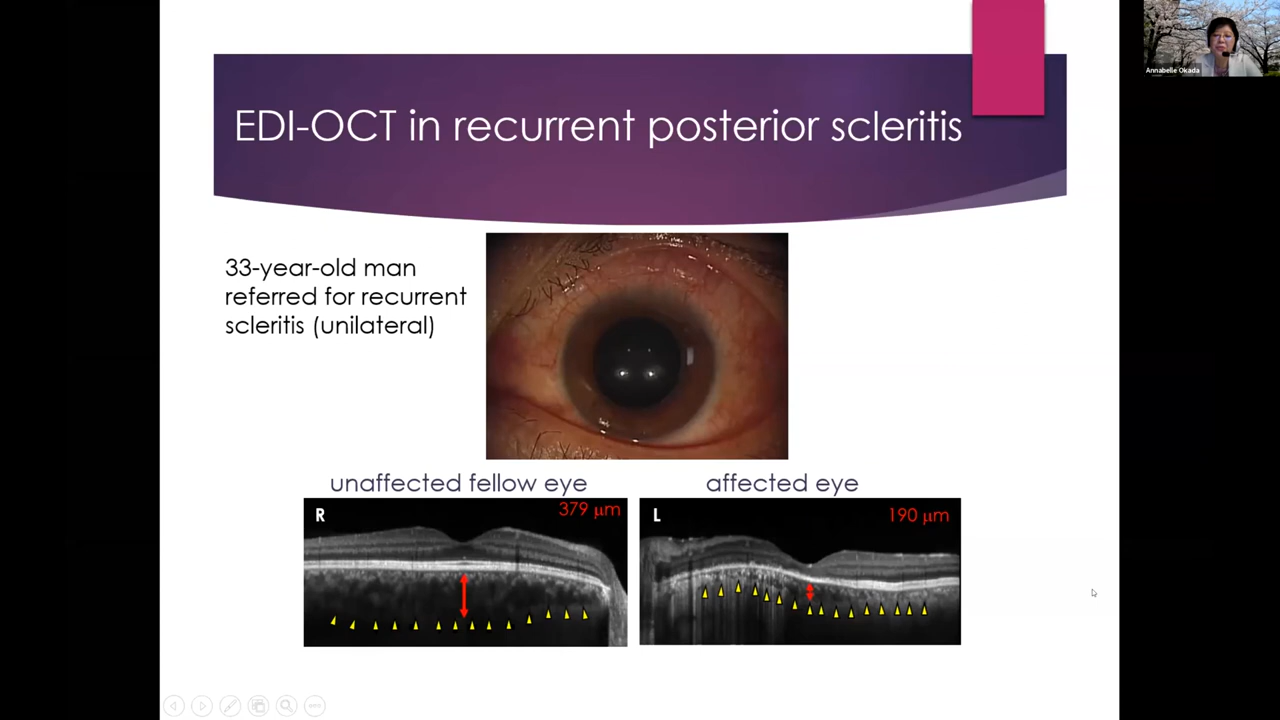 Annabelle Okada
EDI-OCT in recurrent posterior scleritis
33-year-old man
referred for recurrent
scleritis (unilateral)
unaffected fellow eye
affected eye
R
379 μm
L
190 μm